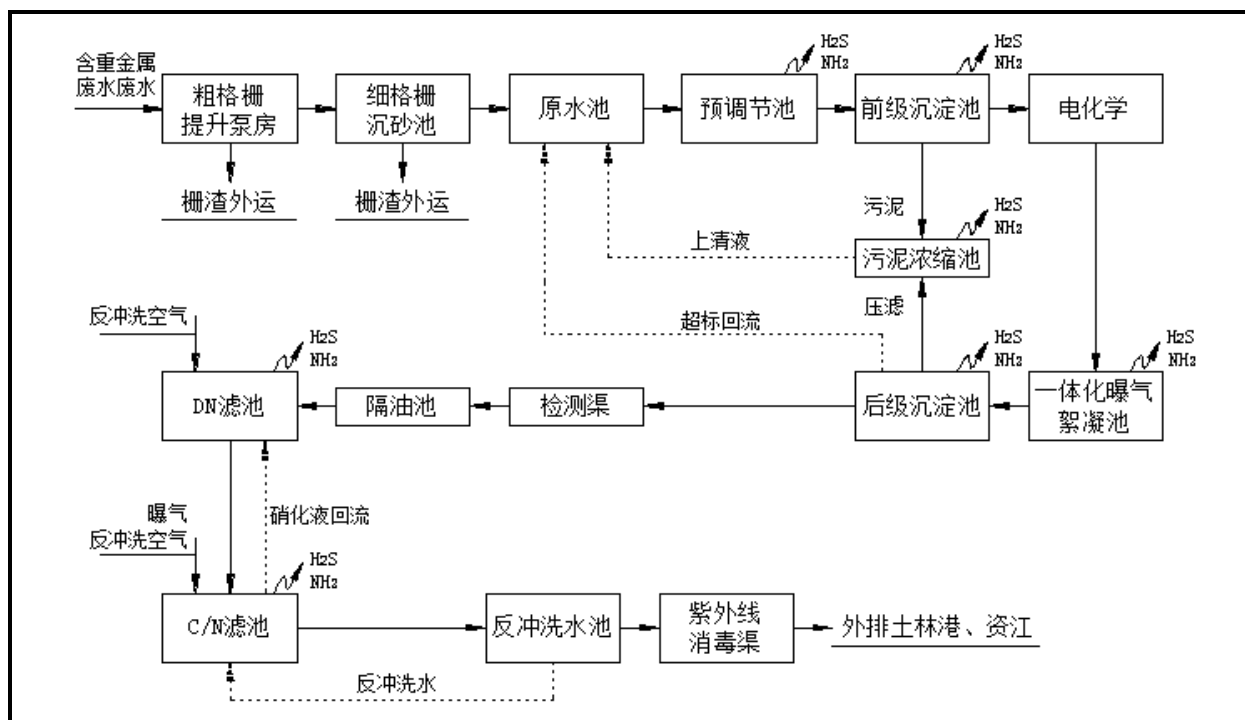 含重金属
废水废水
粗格栅
提升泵房
细格栅
沉砂池
原水池
预调节池
H2S
NH2
前级沉淀池
H2S
NH2
电化学
栅渣外运
栅渣外运
污泥
H2S
NH2
上清液
污泥浓缩池
反冲洗空气
超标回流
压滤
H2S
NH2
DN滤池
隔油池
检测渠
H2S
NH2
后级沉淀池
H2S
NH2
一体化曝气
絮凝池
曝气
反冲洗空气
硝化液回流
H2S
NH2
C/N滤池
反冲洗水池
紫外线
消毒渠
外排土林港、资江
反冲洗水